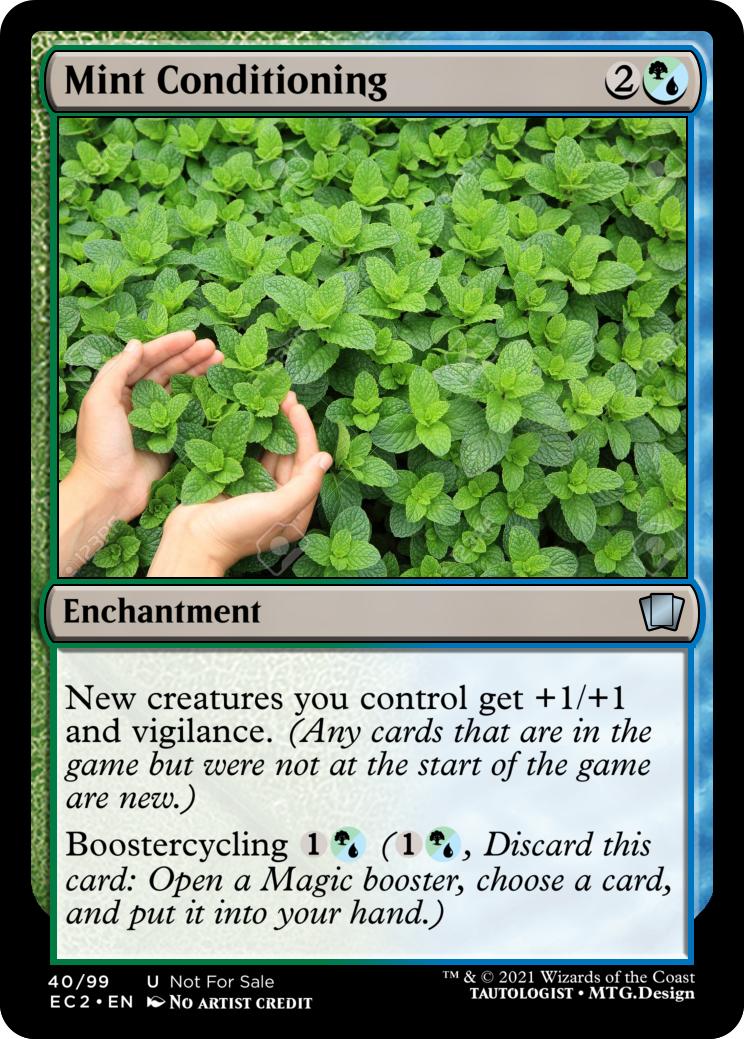 Mint Conditioning 2
Enchantment
New creatures you control get +1/+1
and vigilance. (Any cards that are in the
game but were not at the start of the game
are new.)
Boostercycling 1 (1 , Discard this
card: Open a Magic booster, choose a card,
and put it into your hand.)
40/99 U Not For Sale
EC2 • EN No artist credit
™ & © 2021 Wizards of the Coast
TAUTOLOGIST • MTG.Design